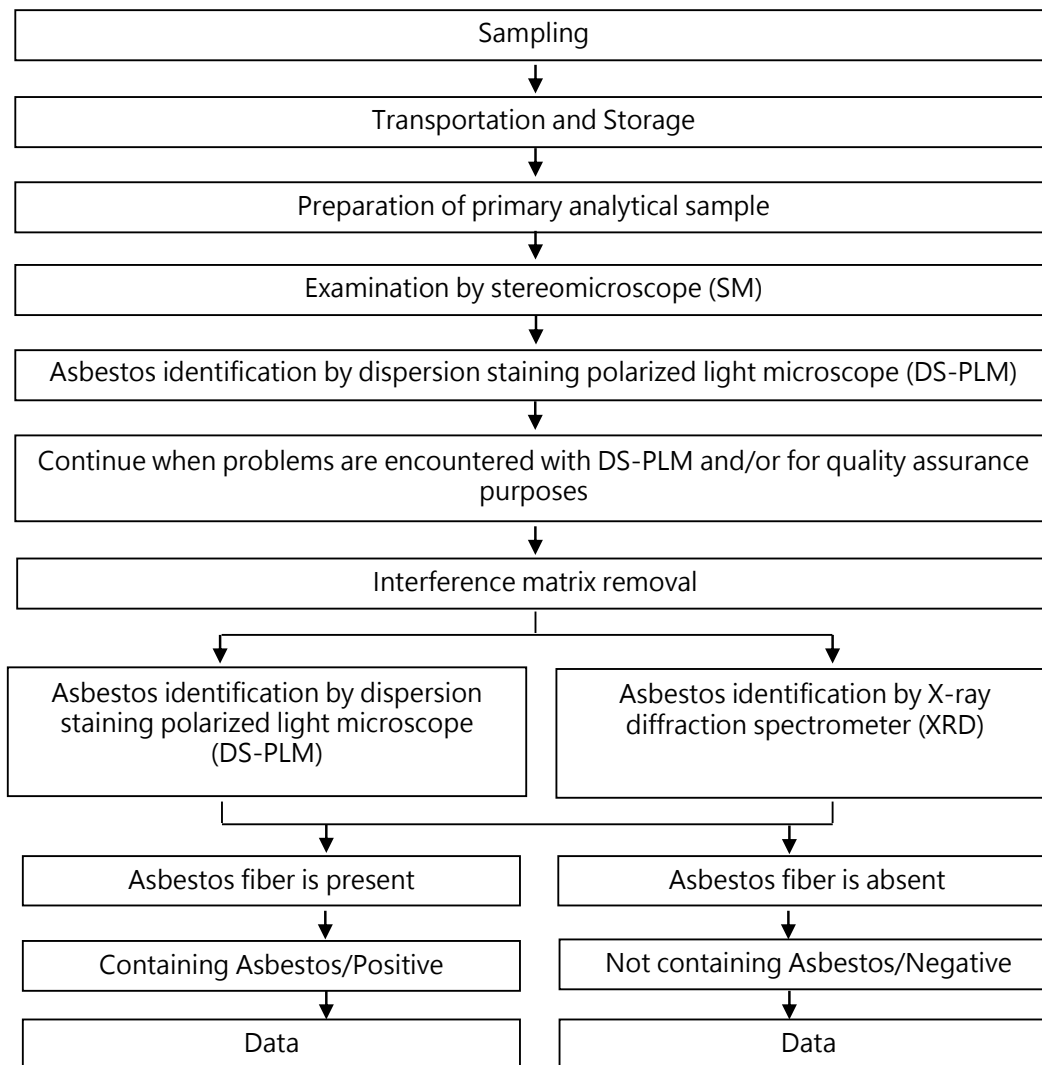 Sampling
Transportation and Storage
Preparation of primary analytical sample
Examination by stereomicroscope (SM)
Asbestos identification by dispersion staining polarized light microscope (DS-PLM)
Continue when problems are encountered with DS-PLM and/or for quality assurance
purposes
Interference matrix removal
Asbestos identification by dispersion
staining polarized light microscope
(DS-PLM)
Asbestos identification by X-ray
diffraction spectrometer (XRD)
Asbestos fiber is present
Asbestos fiber is absent
Containing Asbestos/Positive
Not containing Asbestos/Negative
Data
Data